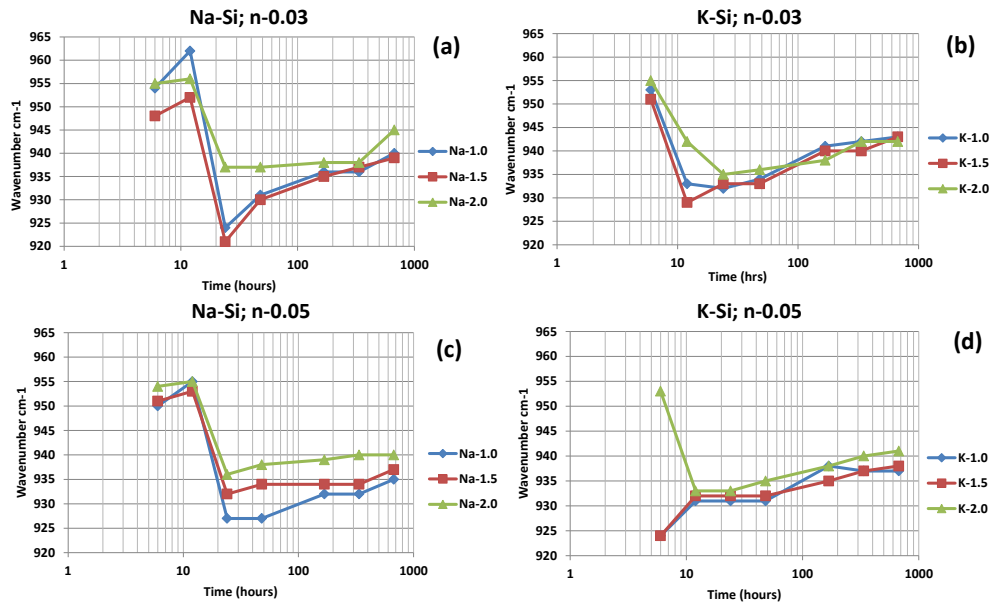 Na-Si; n-0.03
(a)
965
960
955
950
945
940
935
930
925
920
Wavenumber cm-1
1 10 100 1000
Time (hours)
Na-1.0
Na-1.5
Na-2.0
K-Si; n-0.03
(b)
965
960
955
950
945
940
935
930
925
920
Wavenumber cm-1
1 10 100 1000
Time (hrs)
K-1.0
K-1.5
K-2.0
Na-Si; n-0.05
(c)
965
960
955
950
945
940
935
930
925
920
Wavenumber cm-1
1 10 100 1000
Time (hours)
Na-1.0
Na-1.5
Na-2.0
K-Si; n-0.05
(d)
965
960
955
950
945
940
935
930
925
920
Wavenumber cm-1
1 10 100 1000
Time (hours)
K-1.0
K-1.5
K-2.0